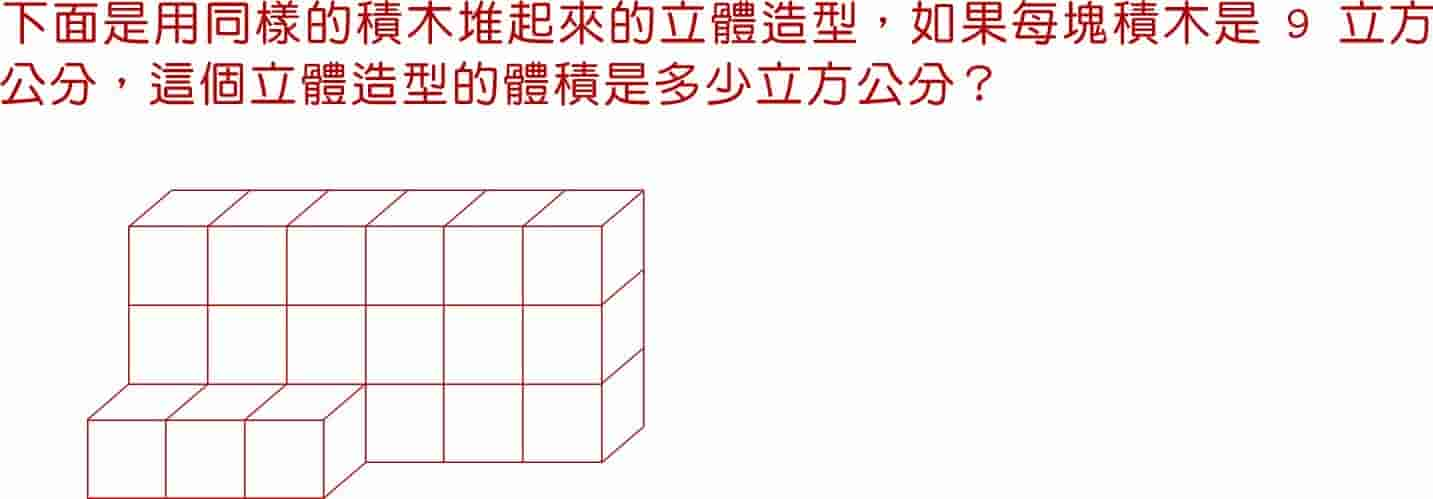 下面是用同樣的積木堆起來的立體造型，如果每塊積木是 9 立方
公分，這個立體造型的體積是多少立方公分？